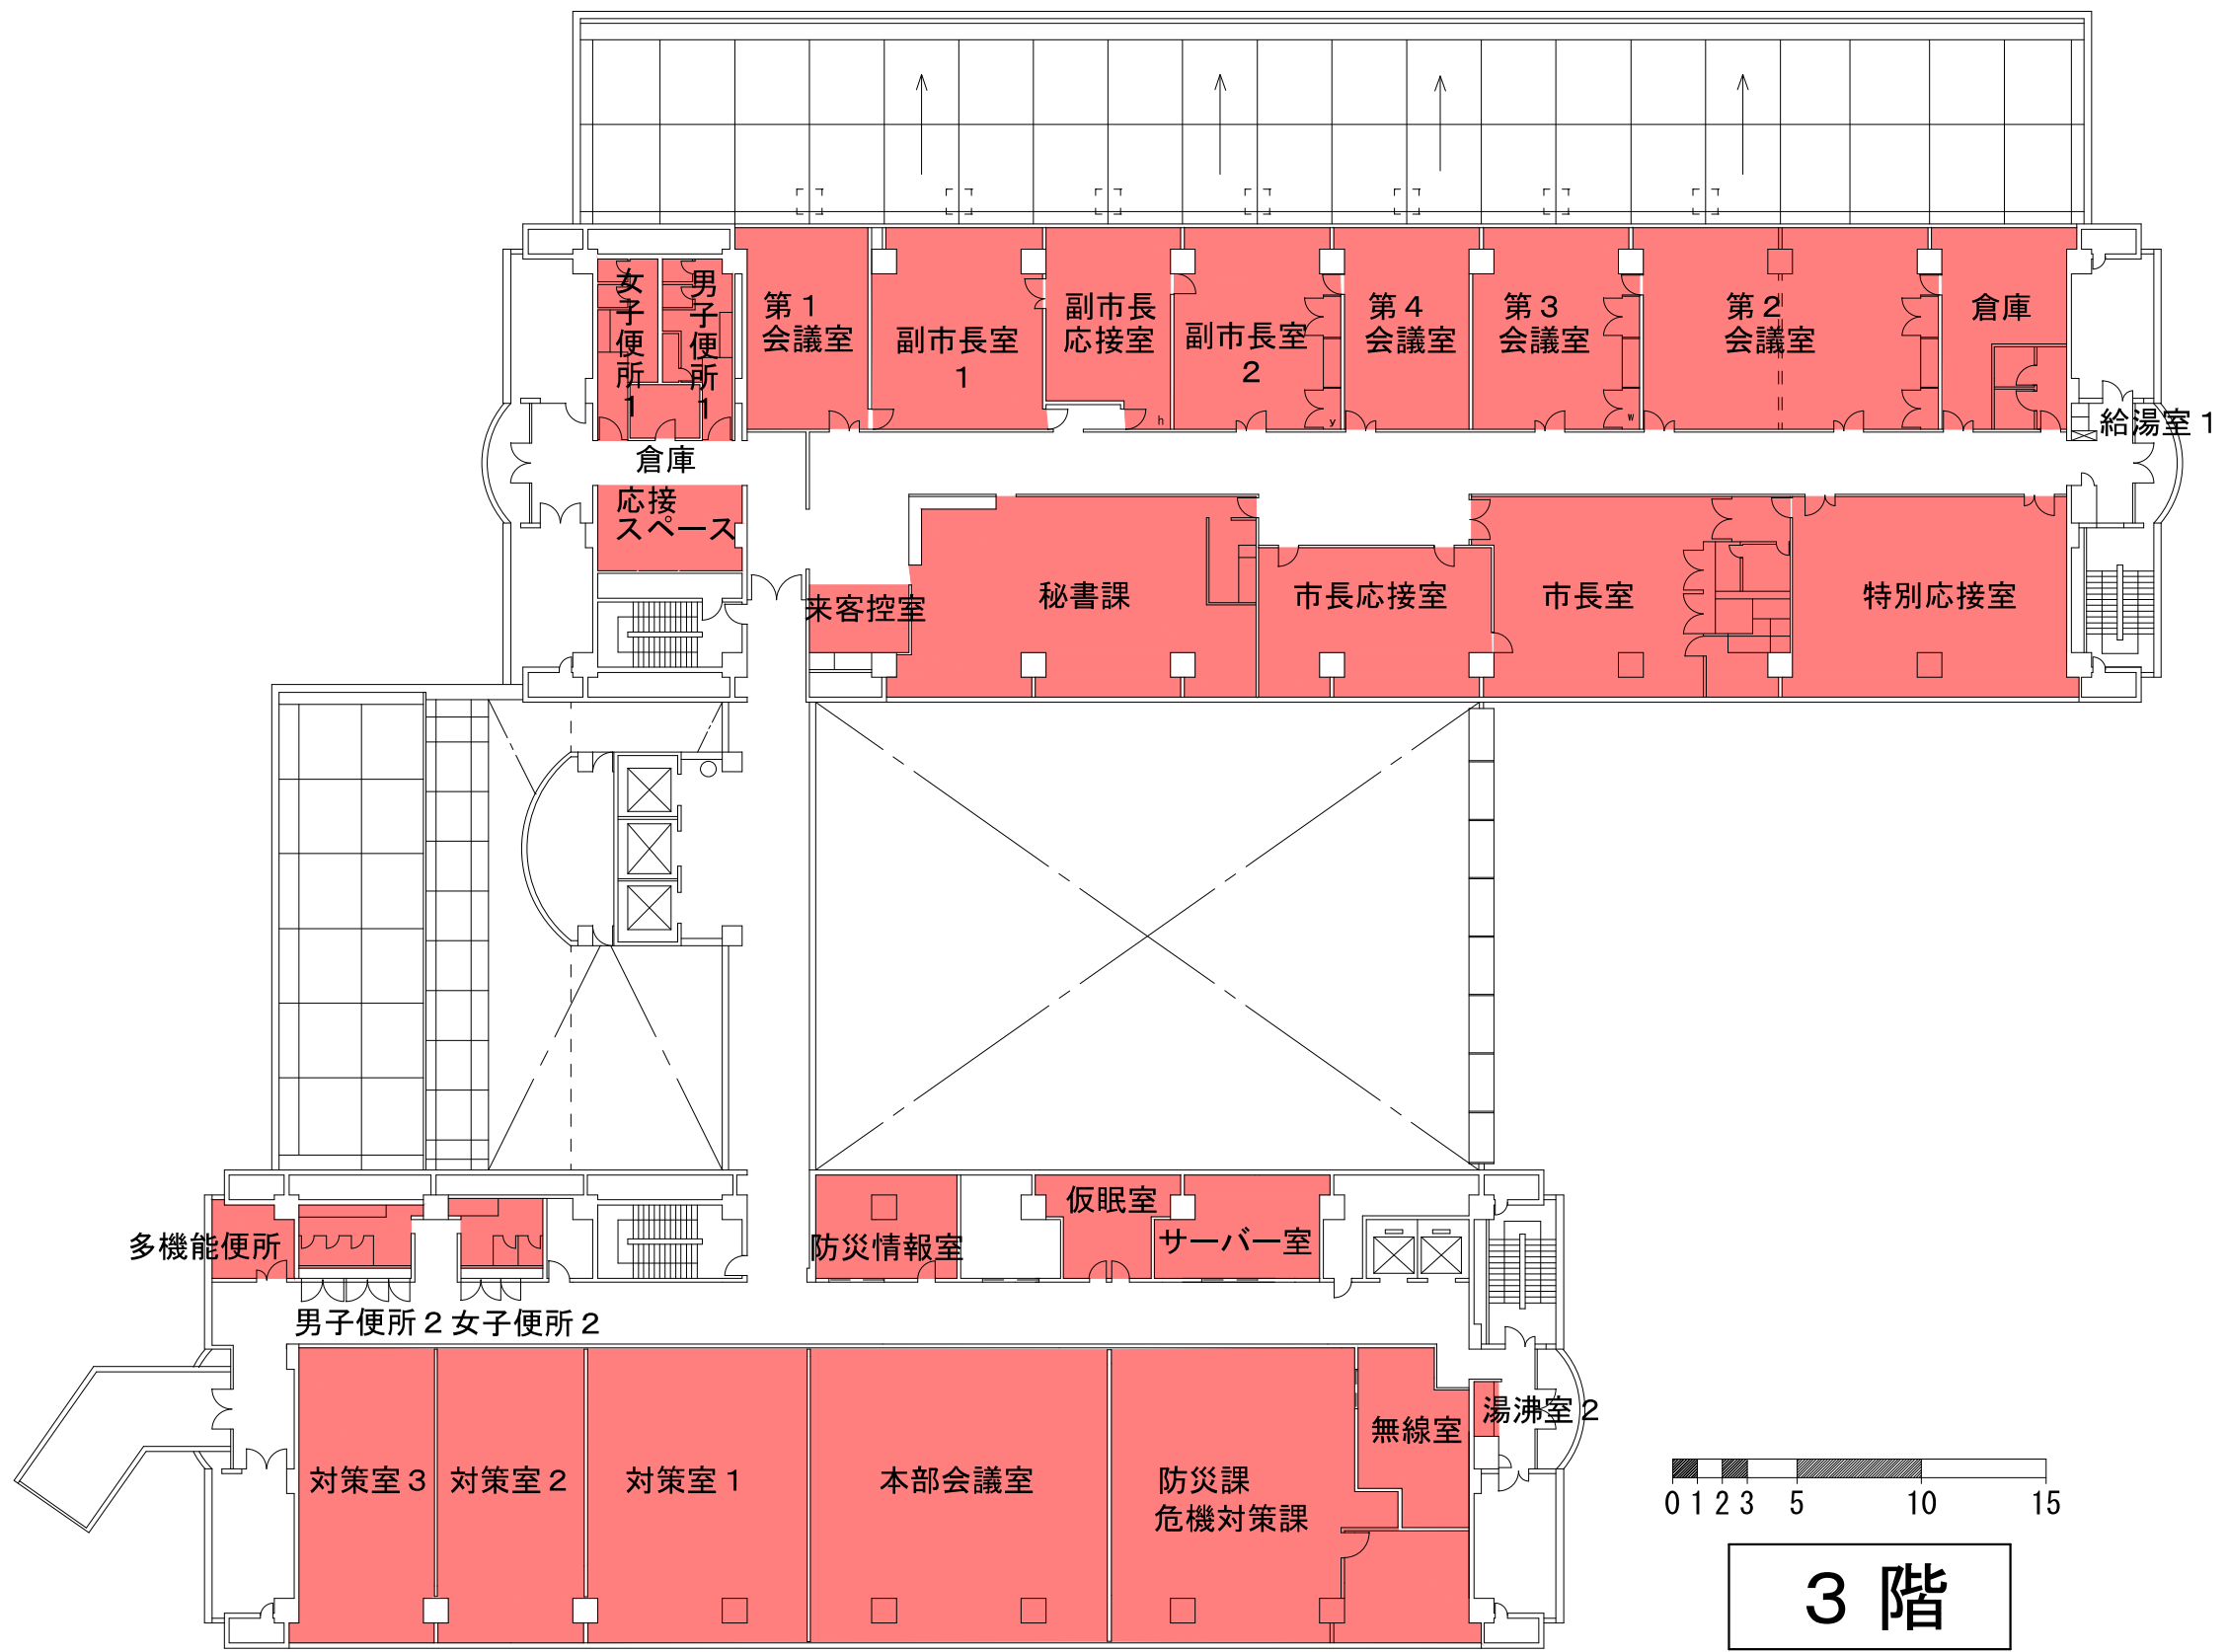 女子便所1
男子便所1
第1
会議室
副市長室
1
副市長
応接室
副市長室
2
第4
会議室
第3
会議室
第2
会議室
倉庫
h
y
w
給湯室1
倉庫
応接
スペース
来客控室
秘書課
市長応接室
市長室
特別応接室
多機能便所
防災情報室
仮眠室
サーバー室
男子便所2
女子便所2
対策室3
対策室2
対策室1
本部会議室
防災課
危機対策課
無線室
湯沸室2
0 1 2 3 5 10 15
3階